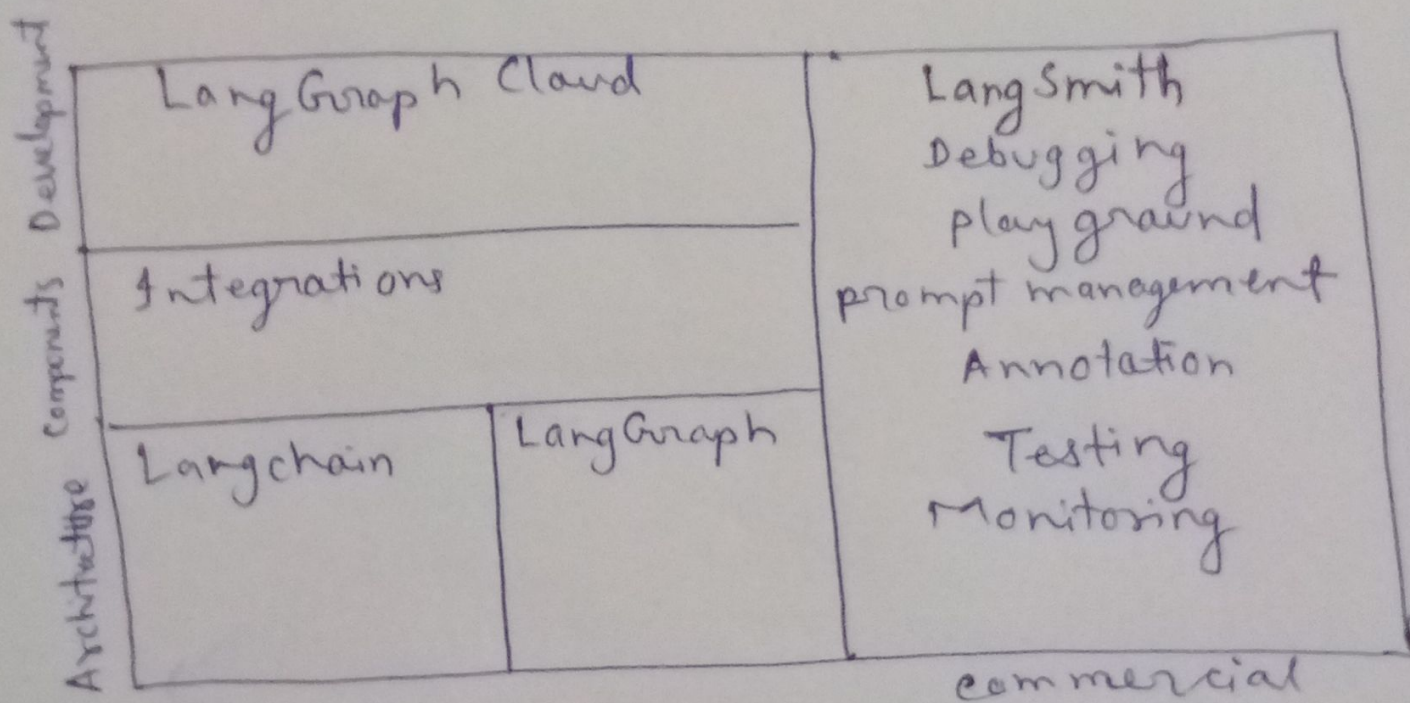 Development
LangGraph Cloud
Components
Integrations
Architecture
Langchain
LangGraph
LangSmith
Debugging
playground
prompt management
Annotation
Testing
Monitoring
commercial